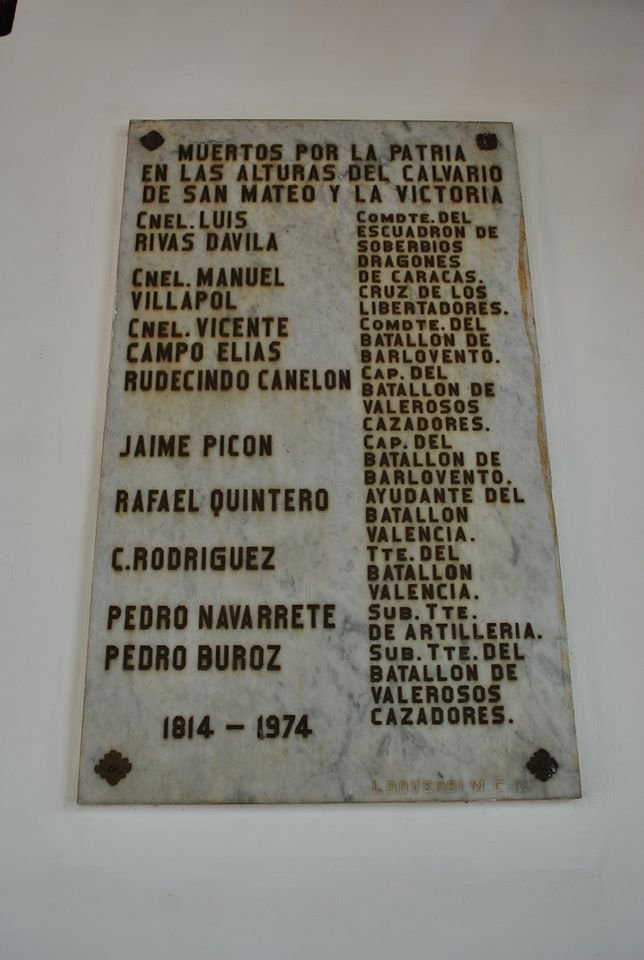 MUERTOS POR LA PATRIA
EN LAS ALTURAS DEL CALVARIO
DE SAN MATEO Y LA VICTORIA
CNEL. LUIS
RIVAS DAVILA
COMDTE. DEL
ESCUADRON DE
SOBERBIOS
DRAGONES
DE CARACAS.
CNEL. MANUEL
VILLAPOL
CRUZ DE LOS
LIBERTADORES.
CNEL. VICENTE
CAMPO ELIAS
COMDTE. DEL
BATALLON DE
BARLOVENTO.
RUDECINDO CANELON
CAP. DEL
BATALLON DE
VALEROSOS
CAZADORES.
JAIME PICON
CAP. DEL
BATALLON DE
BARLOVENTO.
RAFAEL QUINTERO
AYUDANTE DEL
BATALLON
VALENCIA.
C. RODRIGUEZ
TTE. DEL
BATALLON
VALENCIA.
PEDRO NAVARRETE
SUB. TTE.
DE ARTILLERIA.
PEDRO BUROZ
SUB. TTE. DEL
BATALLON DE
VALEROSOS
CAZADORES.
1814 - 1974
J. ROVERSI M. C. A.